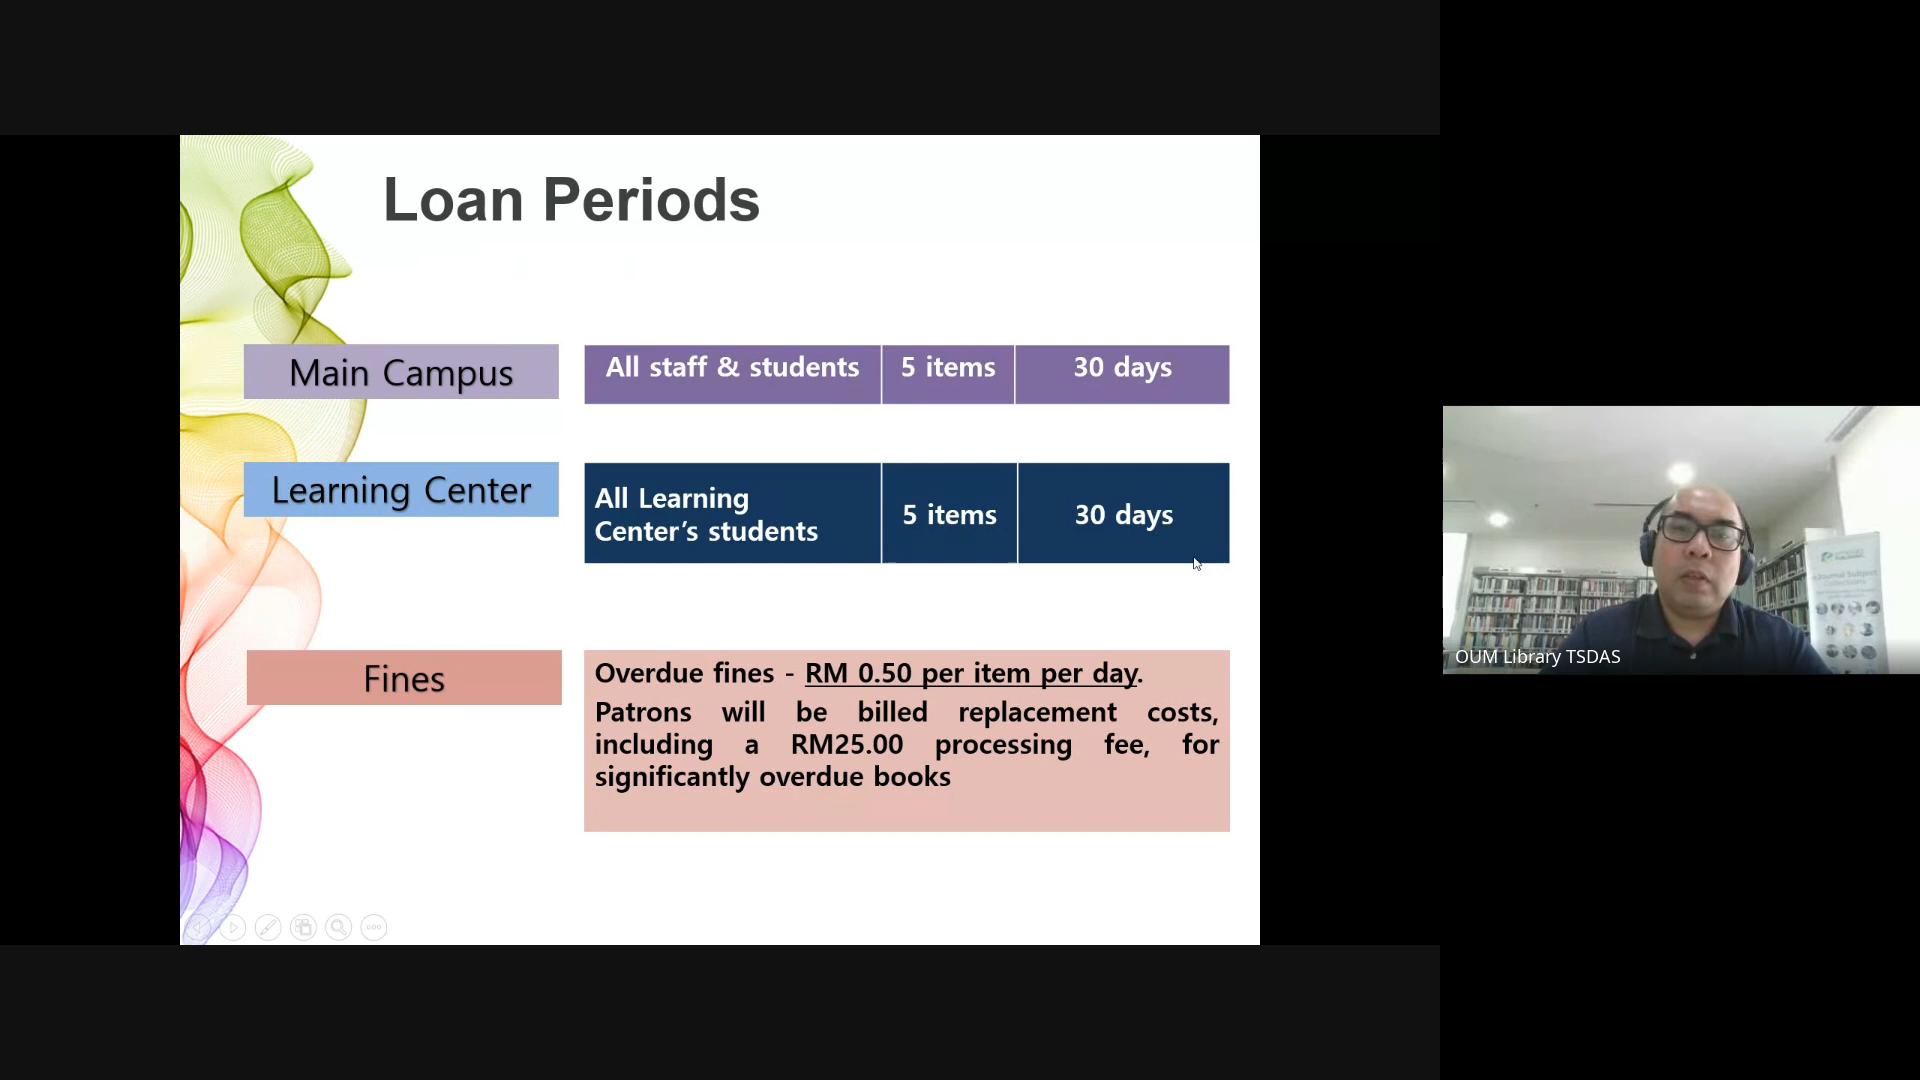 Loan Periods
Main Campus
All staff & students 5 items 30 days
Learning Center
All Learning
Center’s students
5 items 30 days
Fines
Overdue fines - RM 0.50 per item per day.
Patrons will be billed replacement costs,
including a RM25.00 processing fee, for
significantly overdue books
OUM Library TSDAS